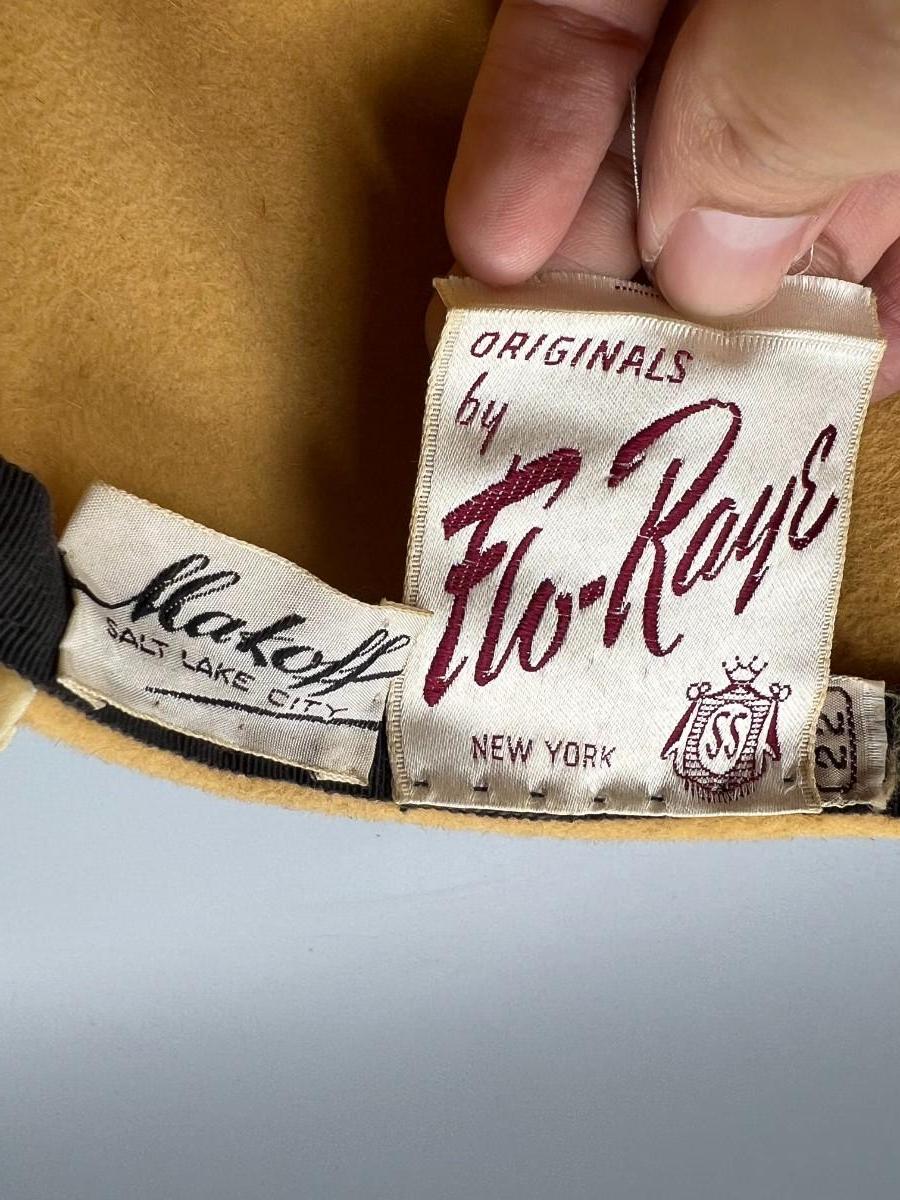 Makoff
SALT LAKE CITY
ORIGINALS
by
Flo-Raye
NEW YORK
SS
22